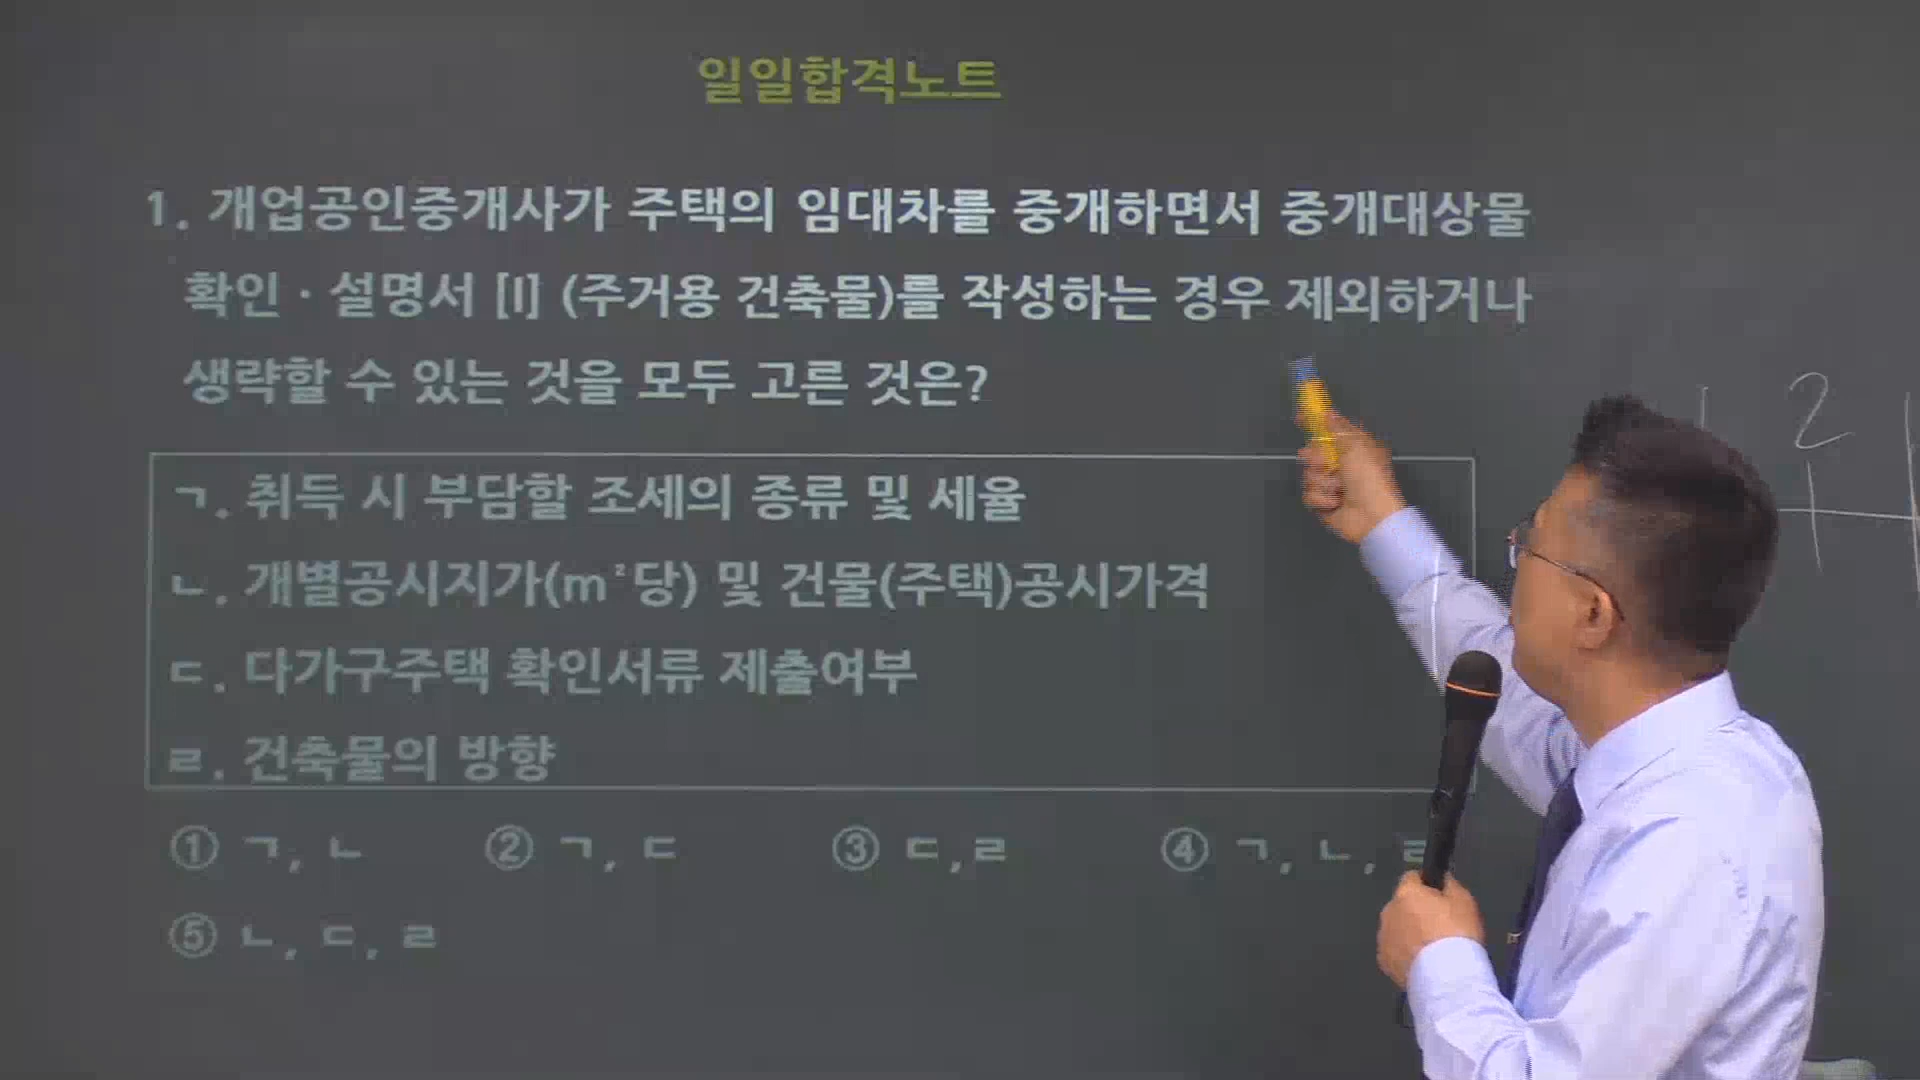 일일합격노트
1. 개업공인중개사가 주택의 임대차를 중개하면서 중개대상물
확인·설명서 [I] (주거용 건축물)를 작성하는 경우 제외하거나
생략할 수 있는 것을 모두 고른 것은?
ㄱ. 취득 시 부담할 조세의 종류 및 세율
ㄴ. 개별공시지가(m²당) 및 건물(주택)공시가격
ㄷ. 다가구주택 확인서류 제출여부
ㄹ. 건축물의 방향
① ㄱ, ㄴ ② ㄱ, ㄷ ③ ㄷ,ㄹ ④ ㄱ, ㄴ, ㄹ
⑤ ㄴ, ㄷ, ㄹ
2